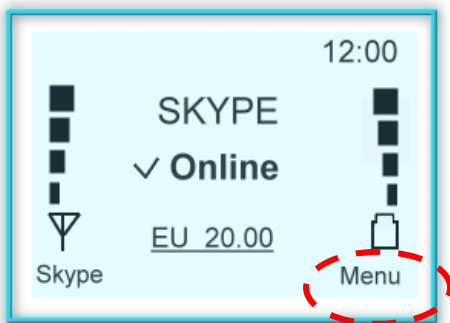 12:00
SKYPE
✓ Online
EU 20.00
Skype Menu